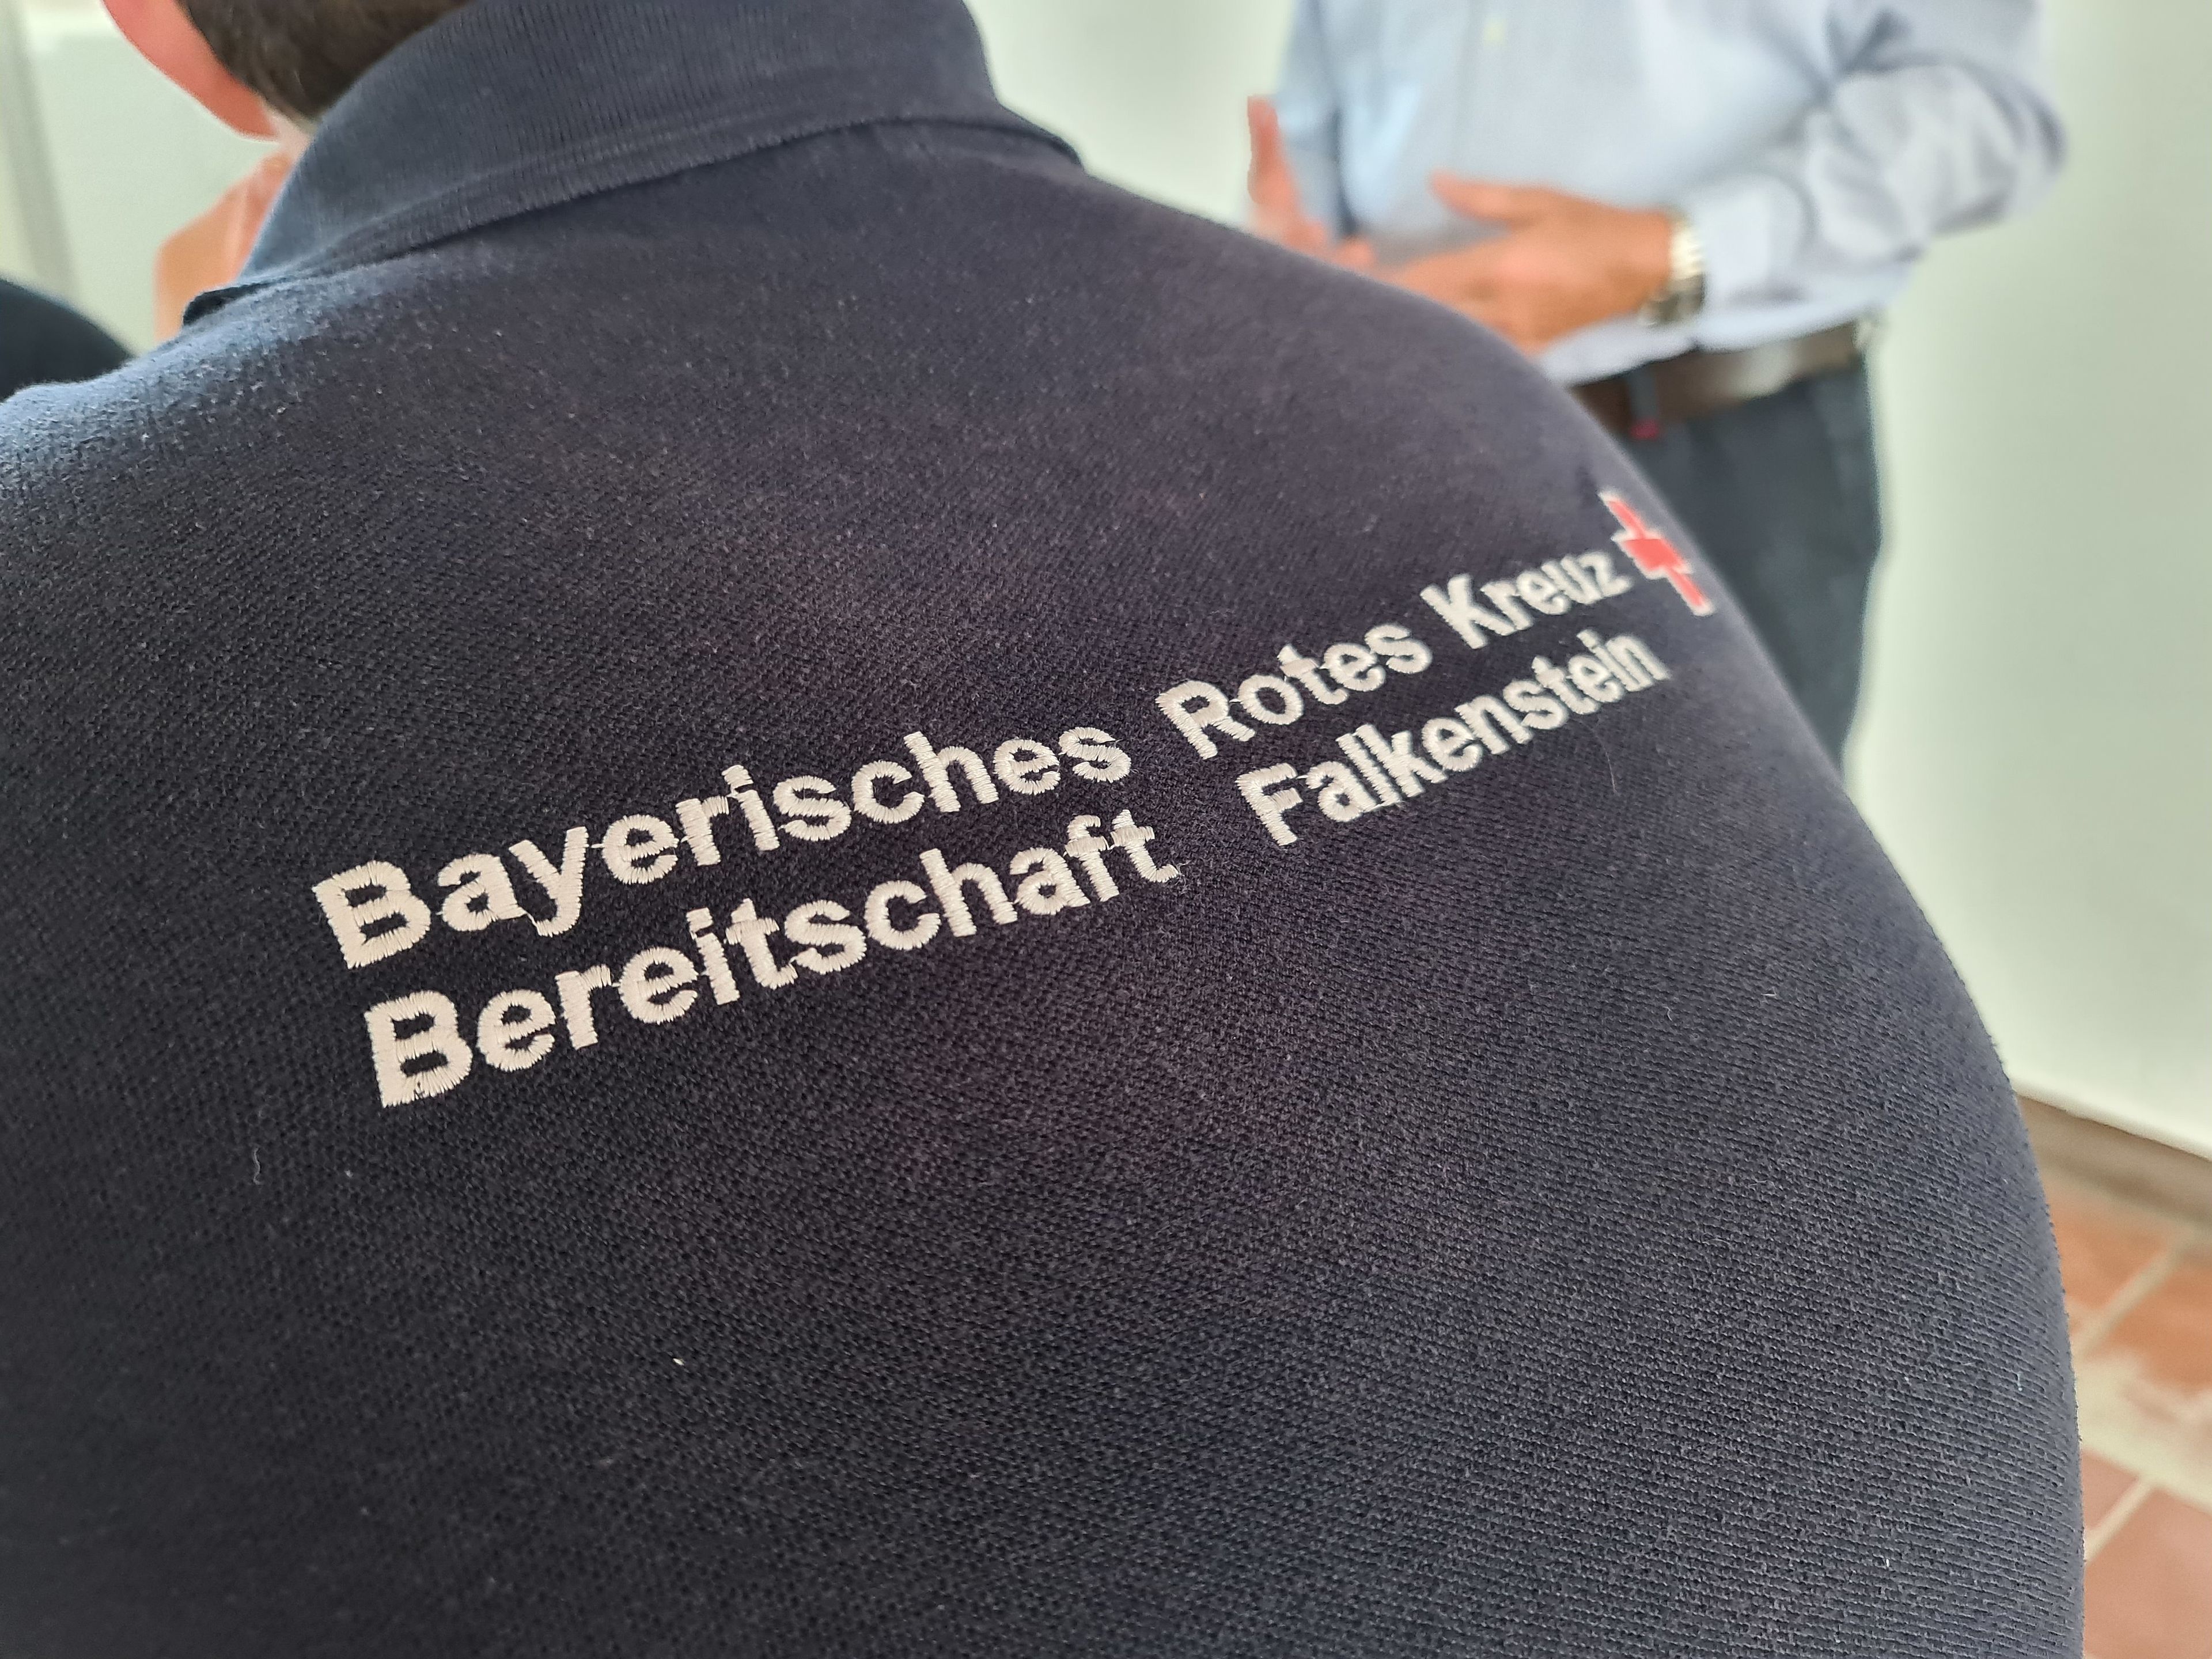 Bayerisches Rotes Kreuz
Bereitschaft Falkenstein